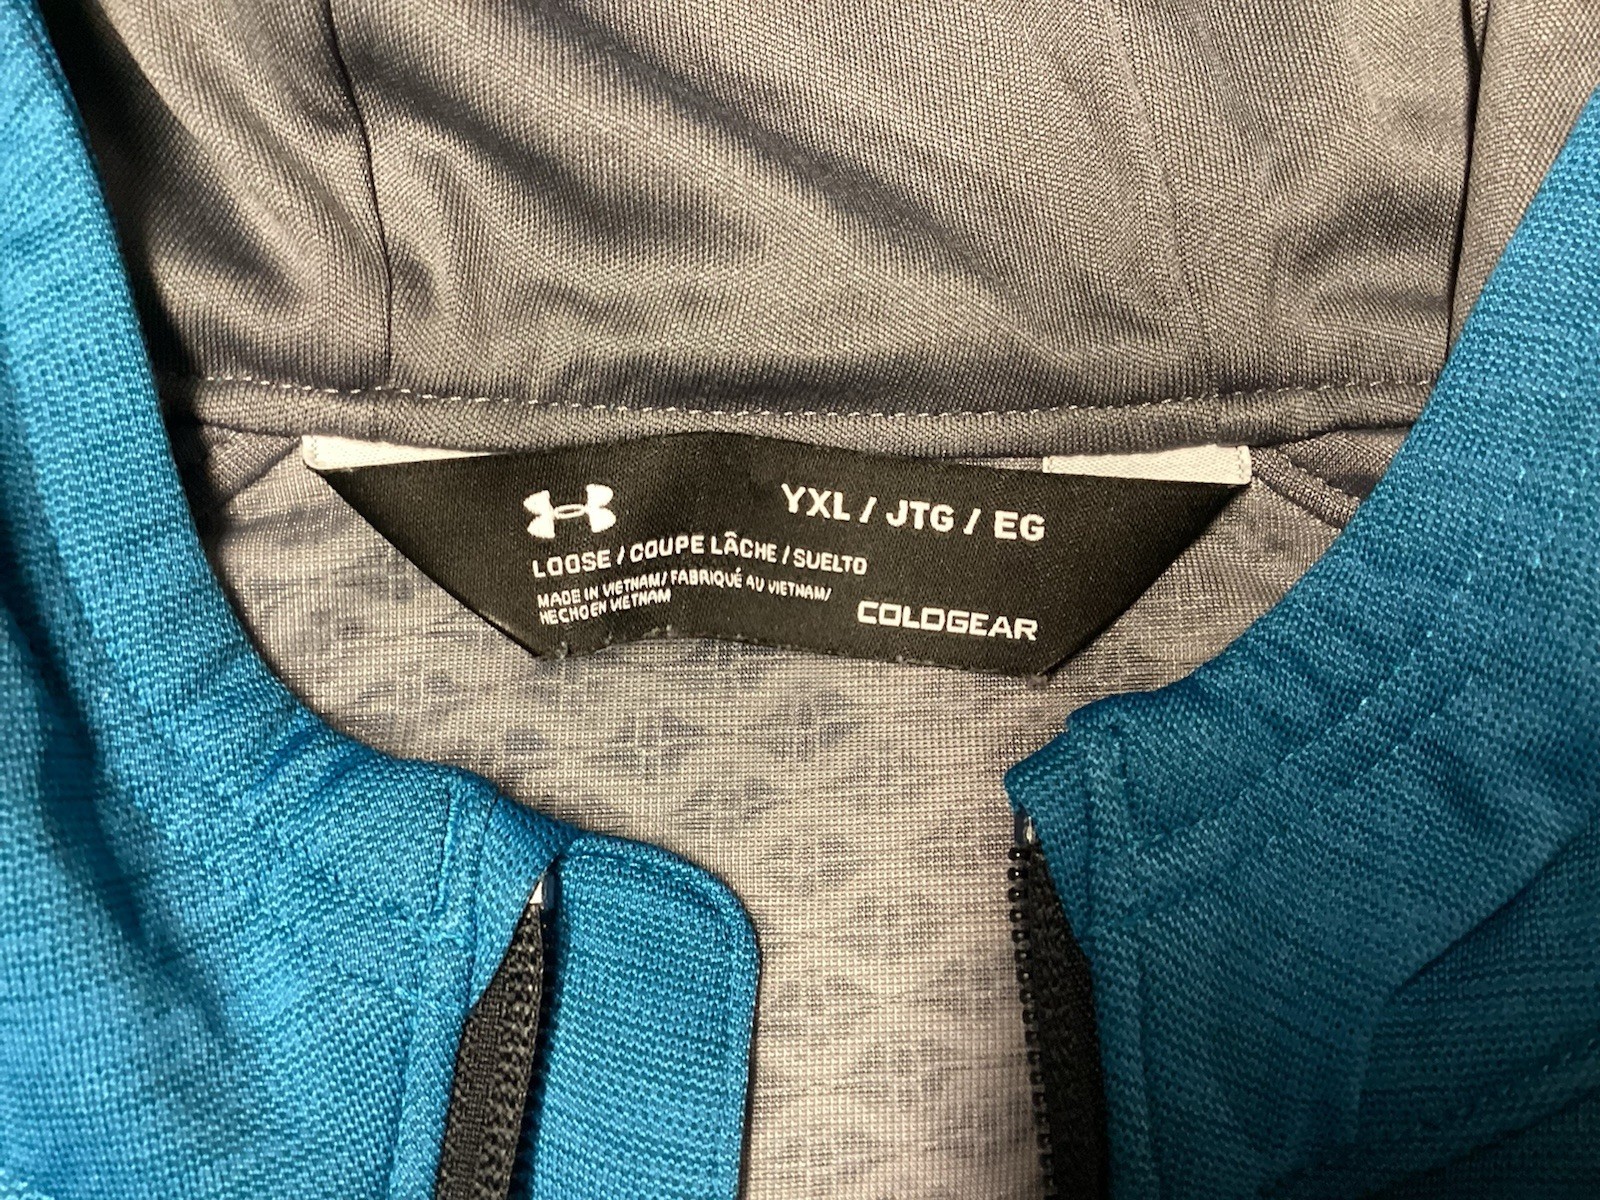 YXL / JTG / EG
LOOSE / COUPE LÂCHE / SUELTO
MADE IN VIETNAM/ FABRIQUÉ AU VIETNAM/
HECHO EN VIETNAM
COLDGEAR